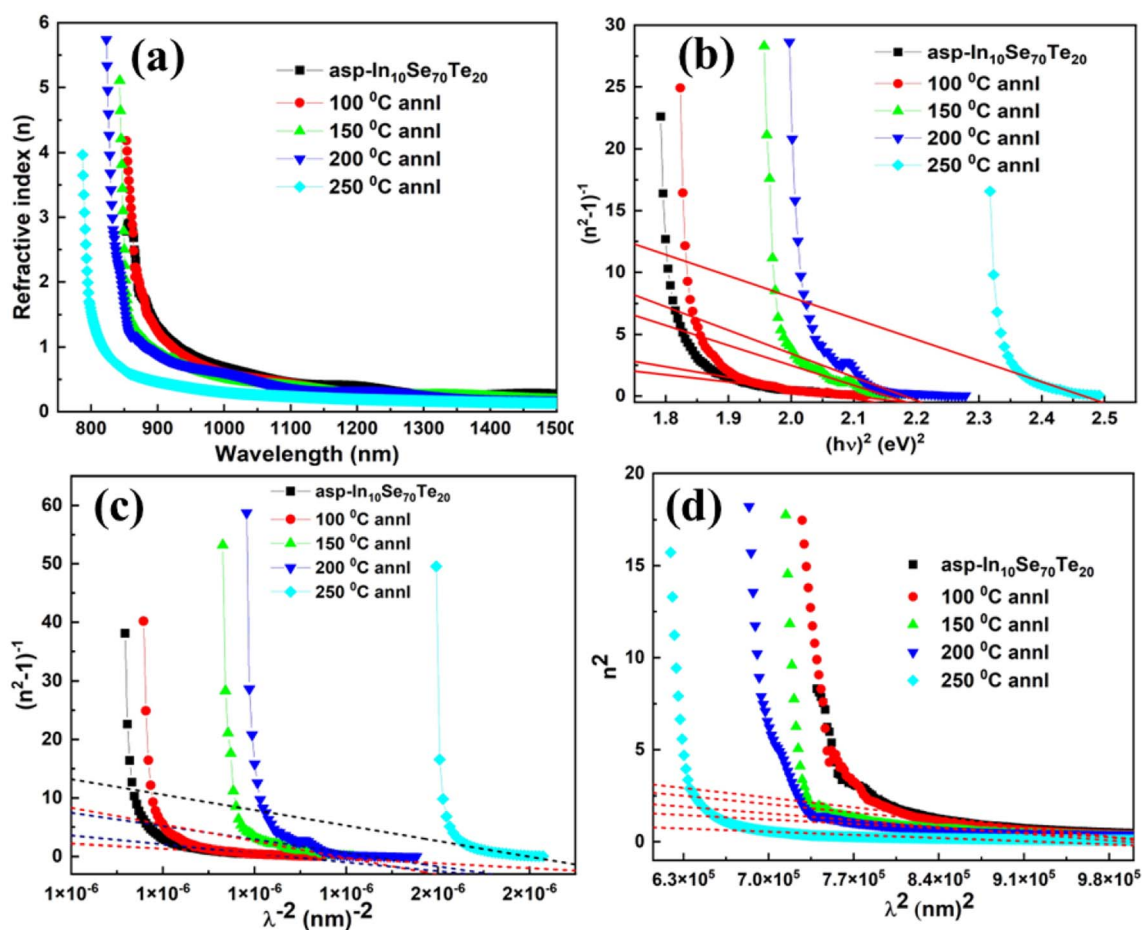 (a)
asp-In₁₀Se₇₀Te₂₀
100 ⁰C annl
150 ⁰C annl
200 ⁰C annl
250 ⁰C annl
Refractive index (n)
6
5
4
3
2
1
0
800 900 1000 1100 1200 1300 1400 1500
Wavelength (nm)
(b)
asp-In₁₀Se₇₀Te₂₀
100 ⁰C annl
150 ⁰C annl
200 ⁰C annl
250 ⁰C annl
(n²-1)⁻¹
30
25
20
15
10
5
0
1.8 1.9 2.0 2.1 2.2 2.3 2.4 2.5
(hν)² (eV)²
(c)
asp-In₁₀Se₇₀Te₂₀
100 ⁰C annl
150 ⁰C annl
200 ⁰C annl
250 ⁰C annl
(n²-1)⁻¹
60
50
40
30
20
10
0
1×10⁻⁶ 1×10⁻⁶ 1×10⁻⁶ 1×10⁻⁶ 2×10⁻⁶ 2×10⁻⁶
λ⁻² (nm)⁻²
(d)
asp-In₁₀Se₇₀Te₂₀
100 ⁰C annl
150 ⁰C annl
200 ⁰C annl
250 ⁰C annl
n²
20
15
10
5
0
6.3×10⁵ 7.0×10⁵ 7.7×10⁵ 8.4×10⁵ 9.1×10⁵ 9.8×10⁵
λ² (nm)²